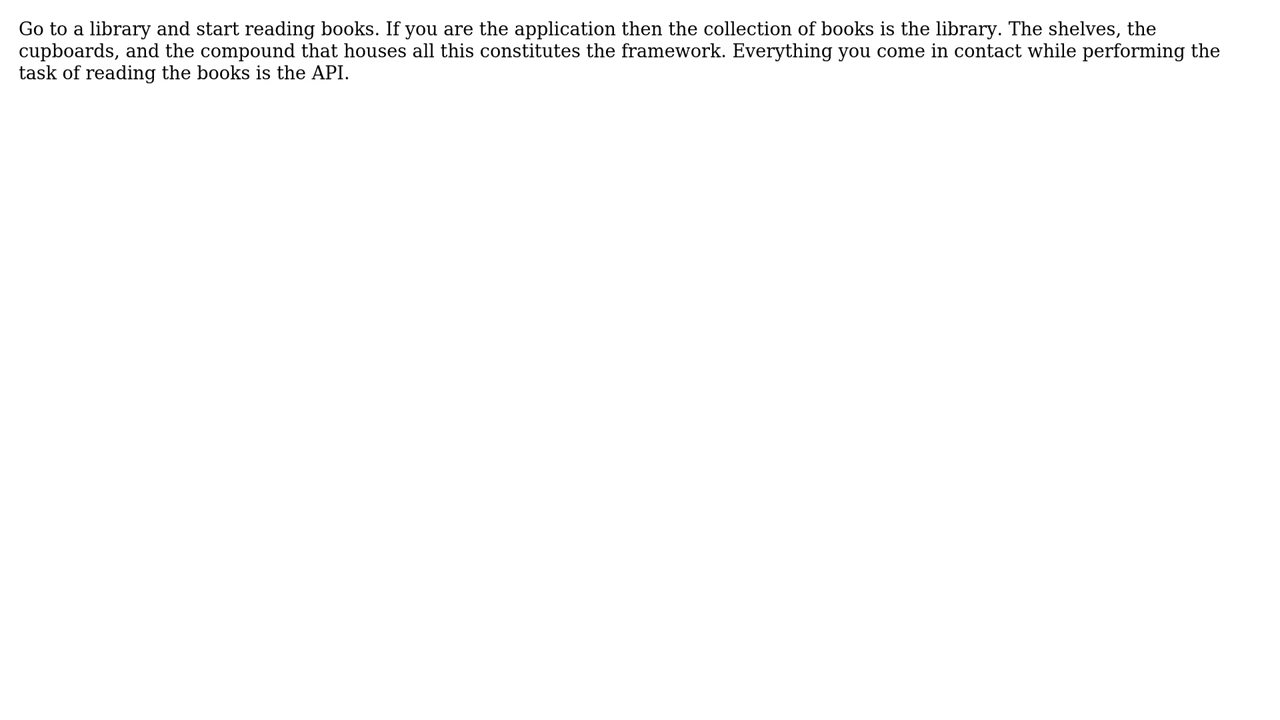 Go to a library and start reading books. If you are the application then the collection of books is the library. The shelves, the
cupboards, and the compound that houses all this constitutes the framework. Everything you come in contact while performing the
task of reading the books is the API.